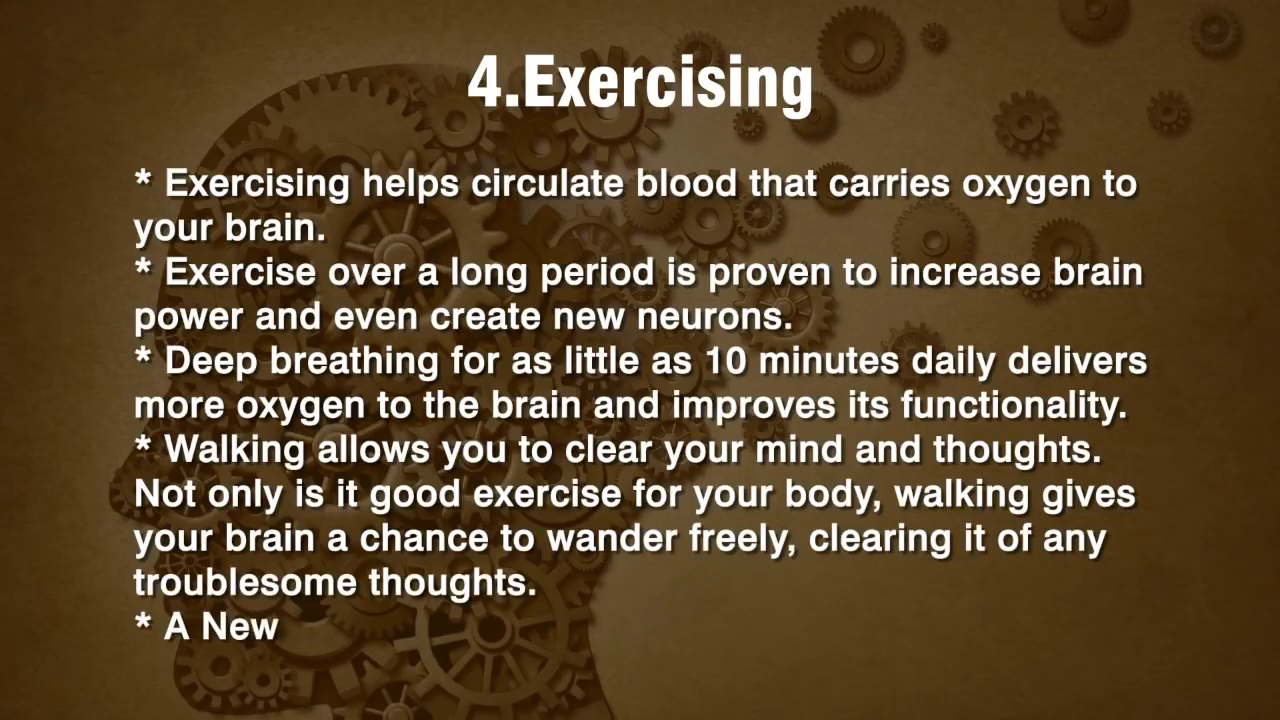 4.Exercising
* Exercising helps circulate blood that carries oxygen to
your brain.
* Exercise over a long period is proven to increase brain
power and even create new neurons.
* Deep breathing for as little as 10 minutes daily delivers
more oxygen to the brain and improves its functionality.
* Walking allows you to clear your mind and thoughts.
Not only is it good exercise for your body, walking gives
your brain a chance to wander freely, clearing it of any
troublesome thoughts.
* A New